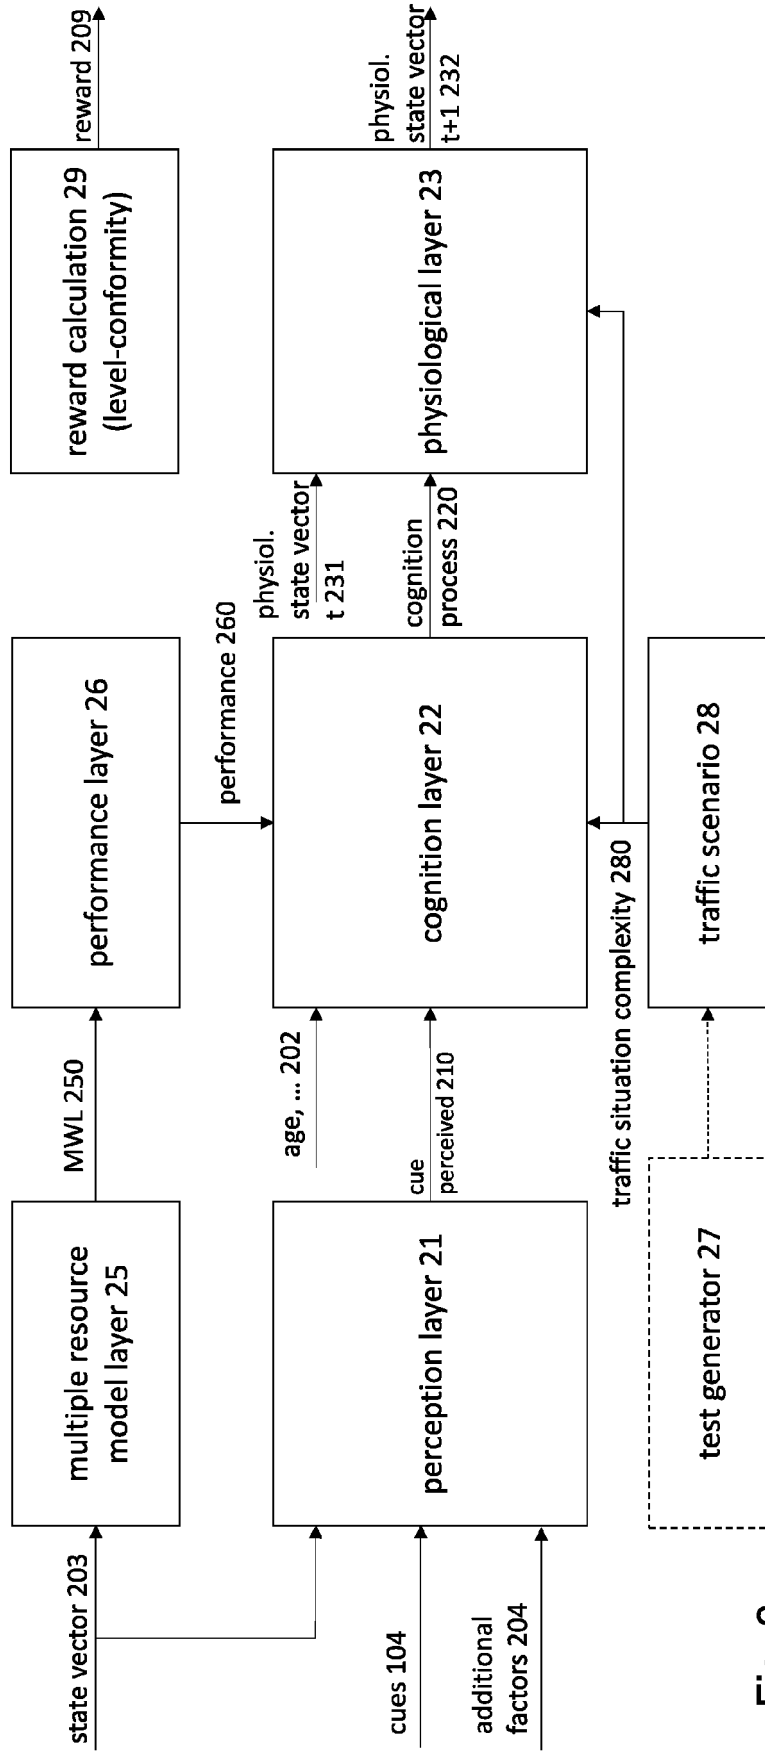 state vector 203
multiple resource
model layer 25
MWL 250
performance layer 26
reward calculation 29
(level-conformity)
reward 209
performance 260
cues 104
additional
factors 204
perception layer 21
age, ... 202
cue
perceived 210
cognition layer 22
physiol.
state vector
t 231
cognition
process 220
physiological layer 23
physiol.
state vector
t+1 232
traffic situation complexity 280
test generator 27
traffic scenario 28